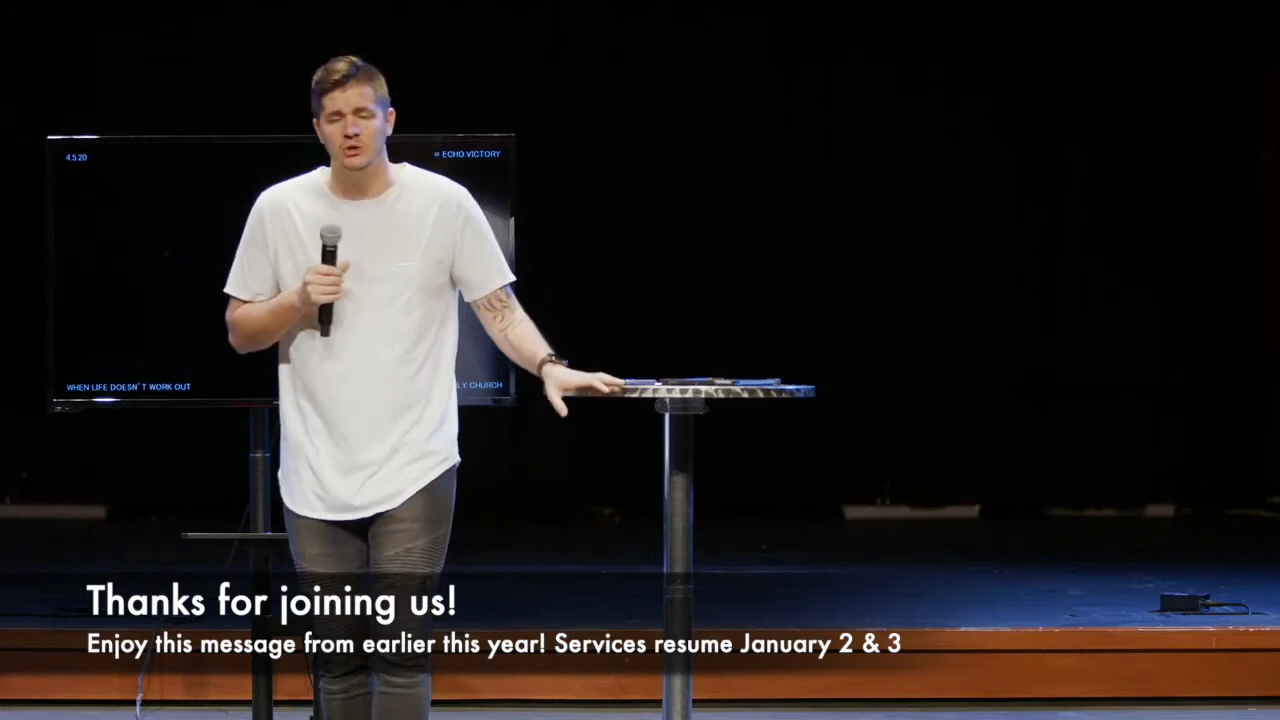 4.5.20
ECHO.VICTORY
WHEN LIFE DOESN'T WORK OUT
LY CHURCH
Thanks for joining us!
Enjoy this message from earlier this year! Services resume January 2 & 3